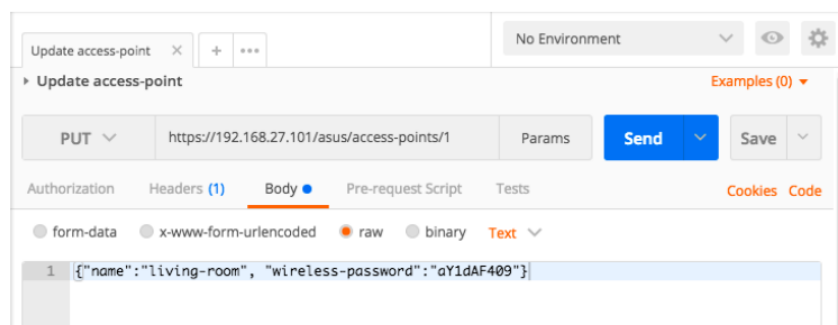 No Environment
Update access-point
Update access-point Examples (0)
PUT https://192.168.27.101/asus/access-points/1 Params Send Save
Authorization Headers (1) Body Pre-request Script Tests Cookies Code
form-data x-www-form-urlencoded raw binary Text
1 {"name":"living-room", "wireless-password":"aY1dAF409"}